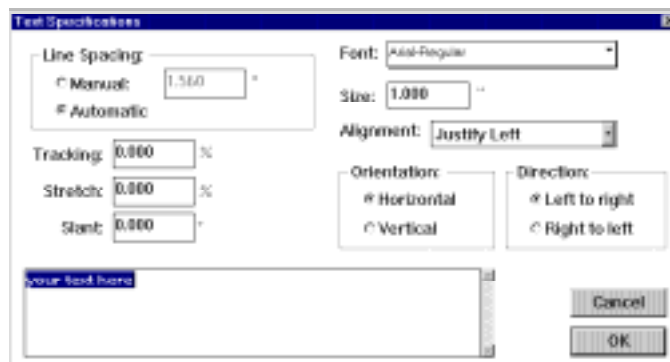 Text Specifications
Line Spacing:
Manual: 1.560 "
Automatic
Tracking: 0.000 %
Stretch: 0.000 %
Slant: 0.000 °
Font: Arial-Regular
Size: 1.000 "
Alignment: Justify Left
Orientation:
Horizontal
Vertical
Direction:
Left to right
Right to left
your text here
Cancel
OK